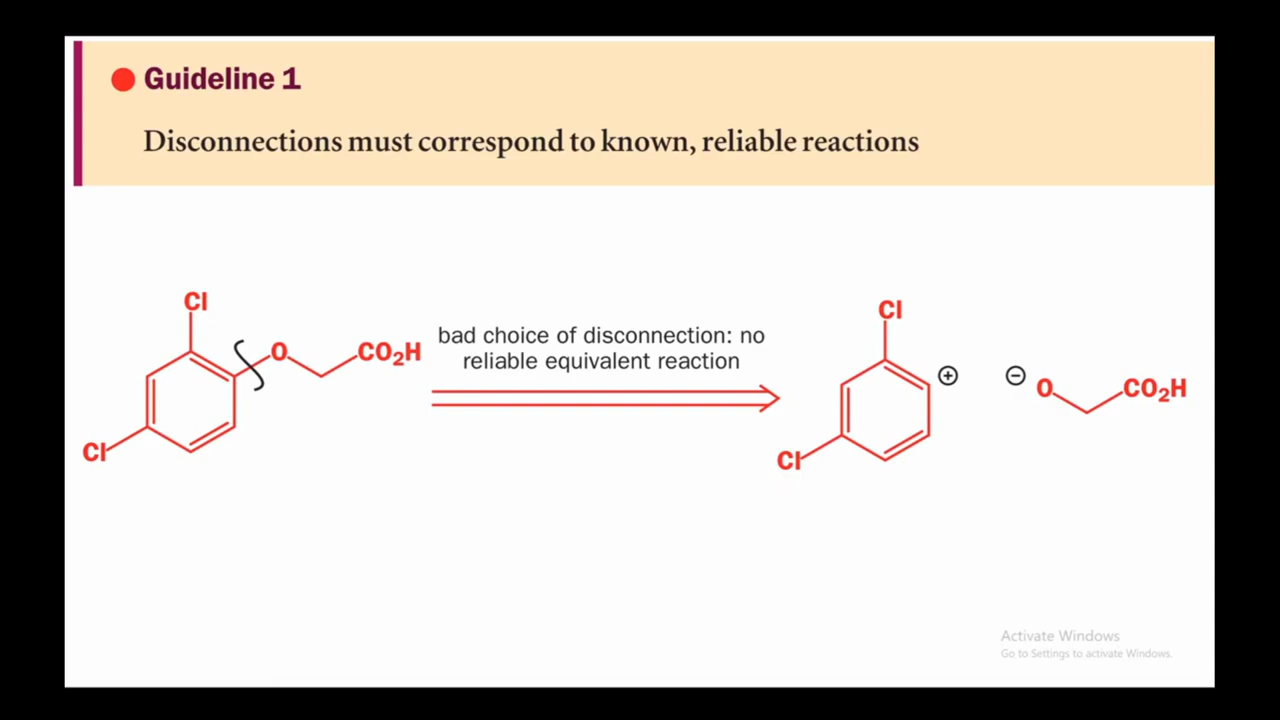 Guideline 1
Disconnections must correspond to known, reliable reactions
Cl
O
CO₂H
Cl
bad choice of disconnection: no
reliable equivalent reaction
Cl
⊕
⊖
O
CO₂H
Cl
Activate Windows
Go to Settings to activate Windows.